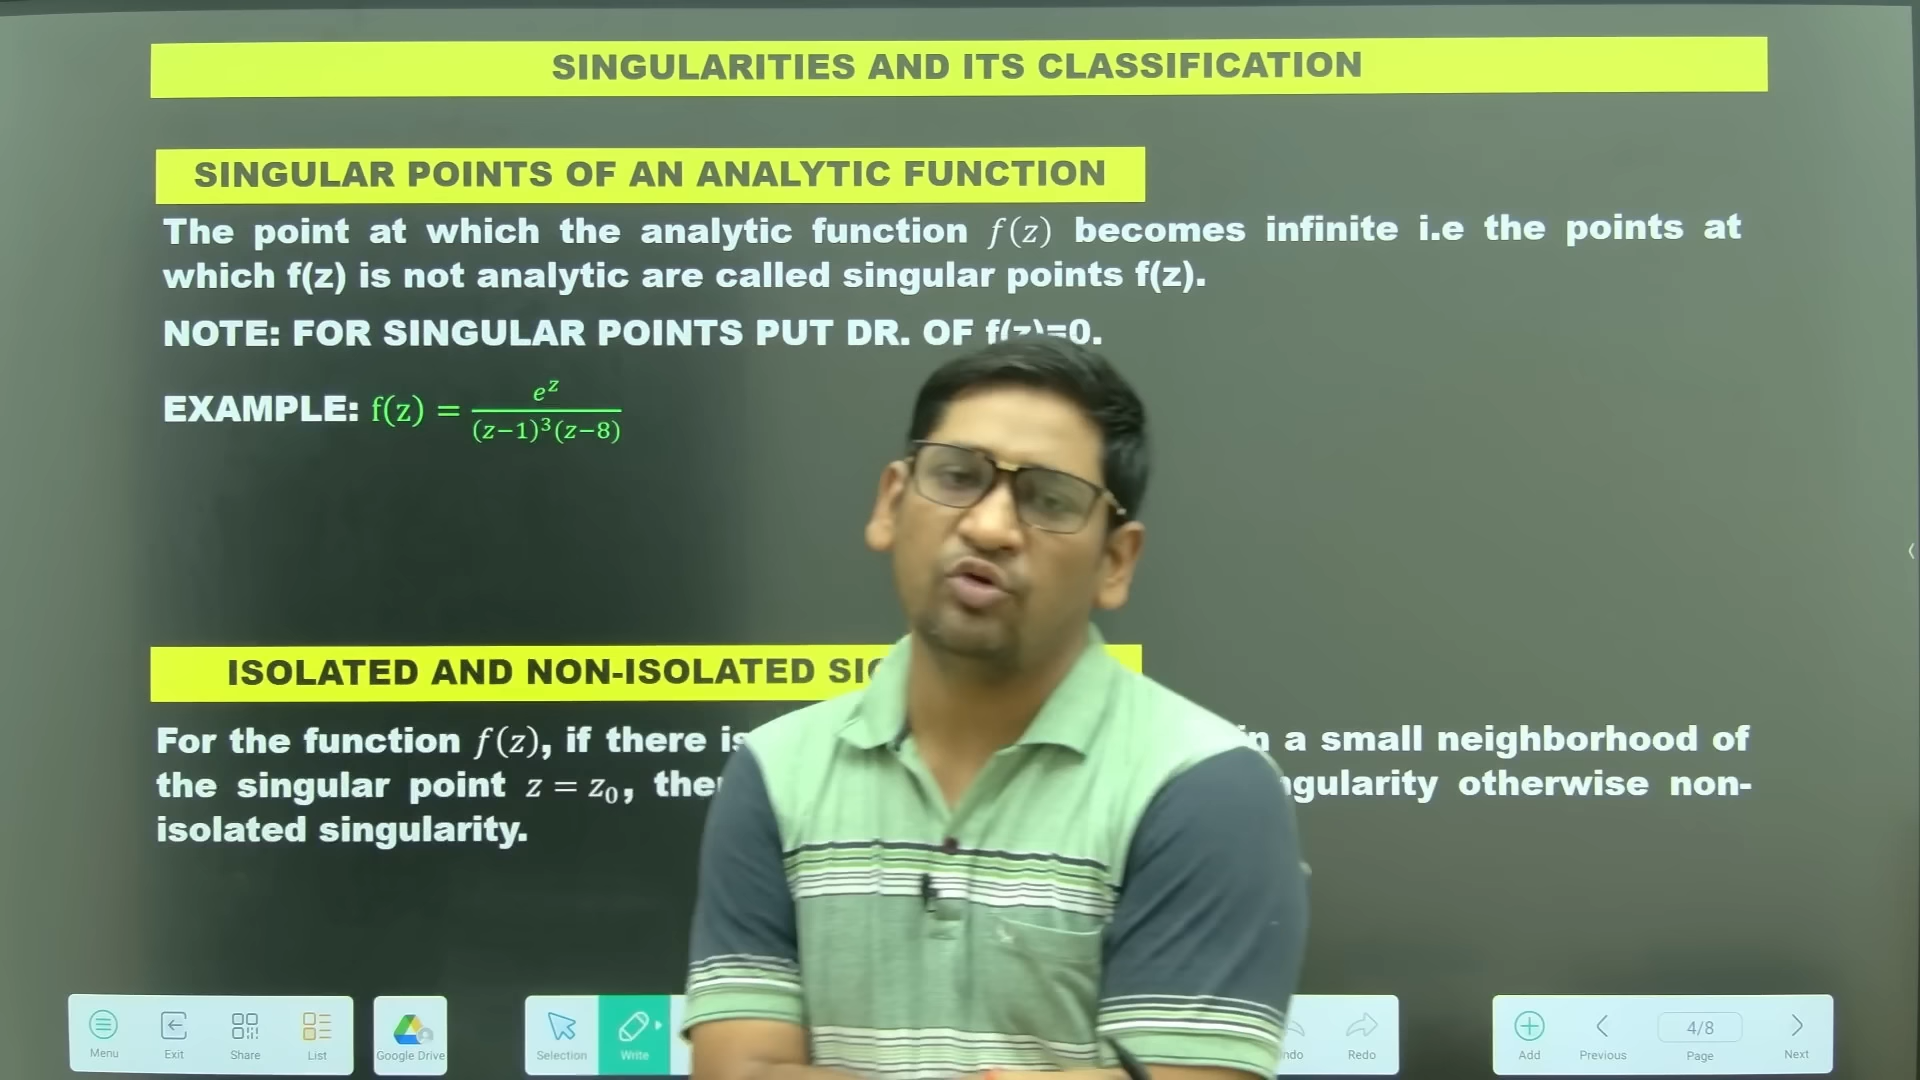 SINGULARITIES AND ITS CLASSIFICATION
SINGULAR POINTS OF AN ANALYTIC FUNCTION
The point at which the analytic function f(z) becomes infinite i.e the points at
which f(z) is not analytic are called singular points f(z).
NOTE: FOR SINGULAR POINTS PUT DR. OF f(z)=0.
EXAMPLE: f(z) = e^z / (z−1)^3(z−8)
ISOLATED AND NON-ISOLATED
For the function f(z), if there in a small neighborhood of
the singular point z = z₀, otherwise non-
isolated singularity.
Menu Exit Share List Google Drive Selection Write Redo Add Previous 4/8 Page Next